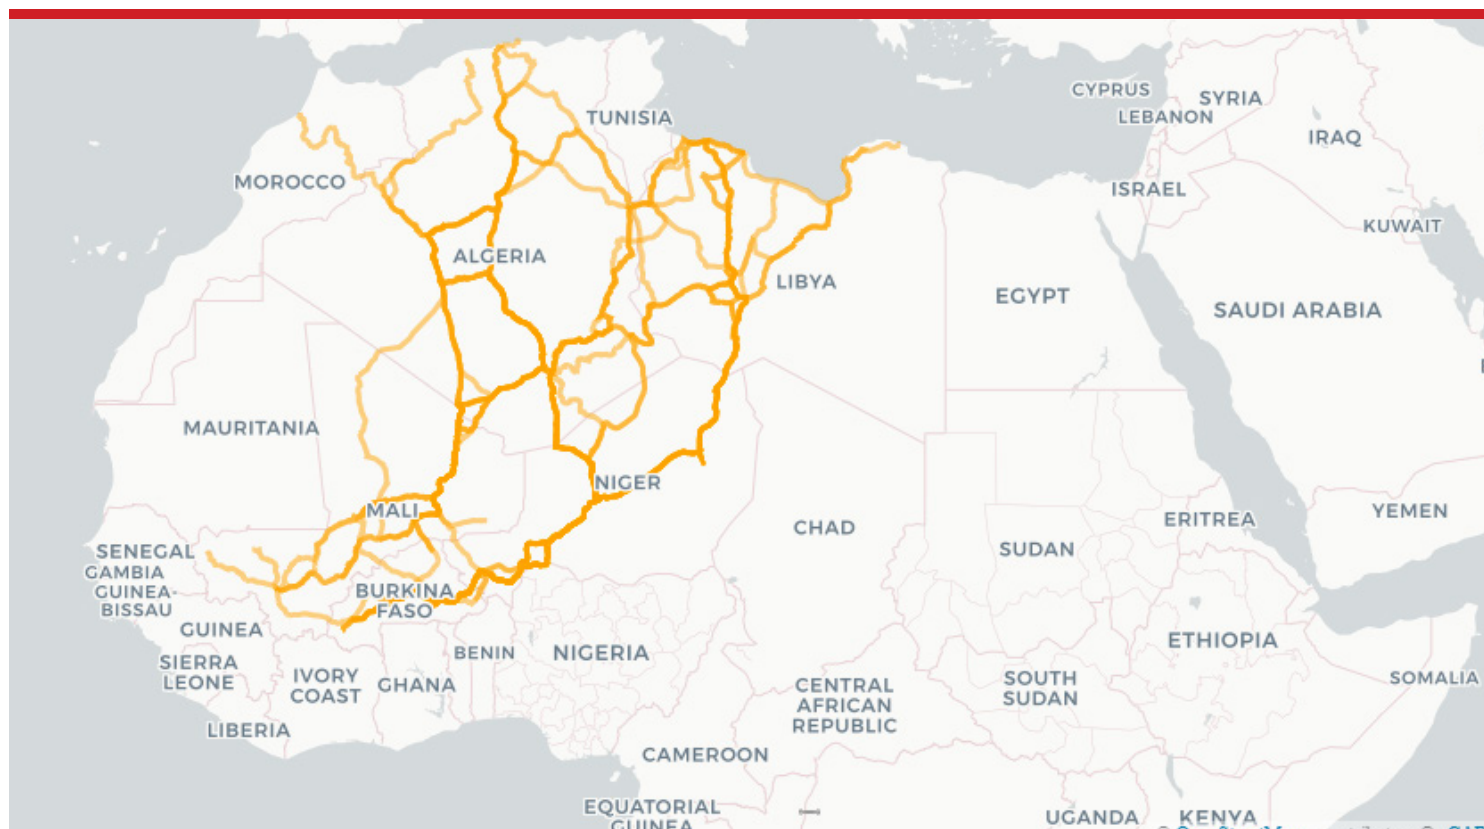 CYPRUS
SYRIA
LEBANON
TUNISIA
IRAQ
MOROCCO
ISRAEL
KUWAIT
ALGERIA
LIBYA
EGYPT
SAUDI ARABIA
MAURITANIA
NIGER
MALI
CHAD
ERITREA
YEMEN
SENEGAL
SUDAN
GAMBIA
GUINEA-
BISSAU
BURKINA
FASO
GUINEA
BENIN
NIGERIA
ETHIOPIA
SIERRA
LEONE
IVORY
COAST
GHANA
CENTRAL
AFRICAN
REPUBLIC
SOUTH
SUDAN
SOMALIA
LIBERIA
CAMEROON
EQUATORIAL
GUINEA
UGANDA
KENYA